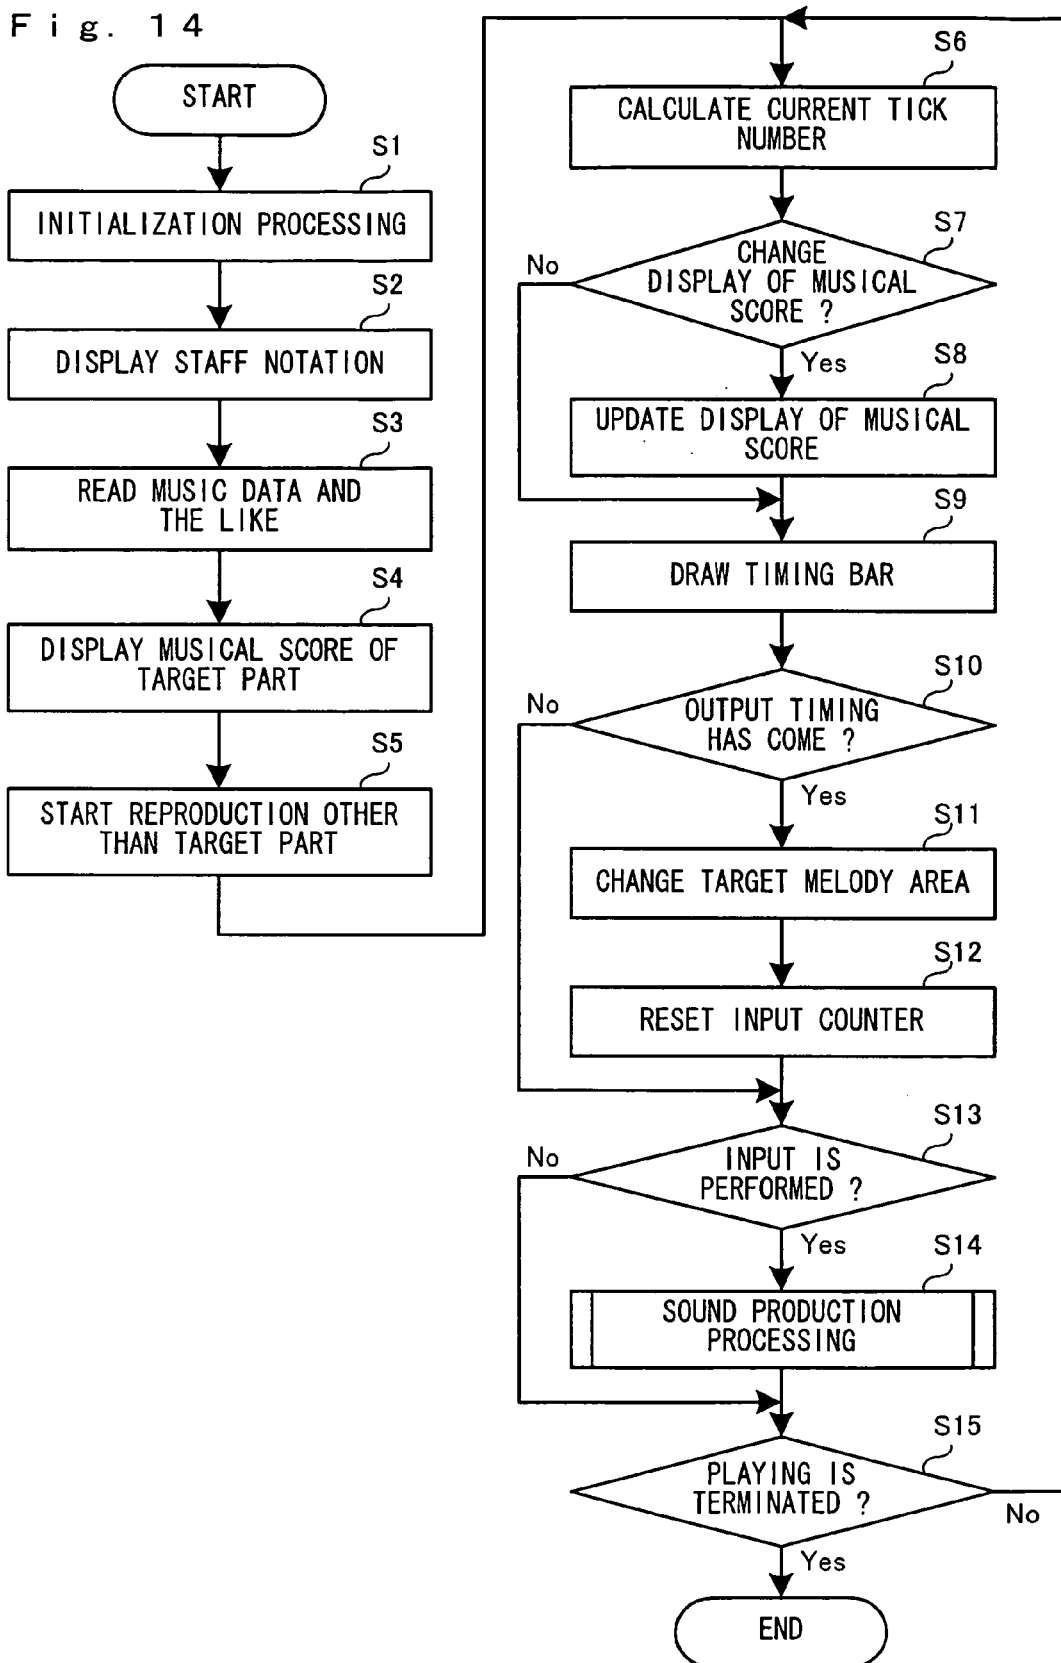 Fig. 14
START
S1
INITIALIZATION PROCESSING
S2
DISPLAY STAFF NOTATION
S3
READ MUSIC DATA AND
THE LIKE
S4
DISPLAY MUSICAL SCORE OF
TARGET PART
S5
START REPRODUCTION OTHER
THAN TARGET PART
S6
CALCULATE CURRENT TICK
NUMBER
S7
CHANGE
DISPLAY OF MUSICAL
SCORE ?
No
Yes
S8
UPDATE DISPLAY OF MUSICAL
SCORE
S9
DRAW TIMING BAR
S10
OUTPUT TIMING
HAS COME ?
No
Yes
S11
CHANGE TARGET MELODY AREA
S12
RESET INPUT COUNTER
S13
INPUT IS
PERFORMED ?
No
Yes
S14
SOUND PRODUCTION
PROCESSING
S15
PLAYING IS
TERMINATED ?
No
Yes
END